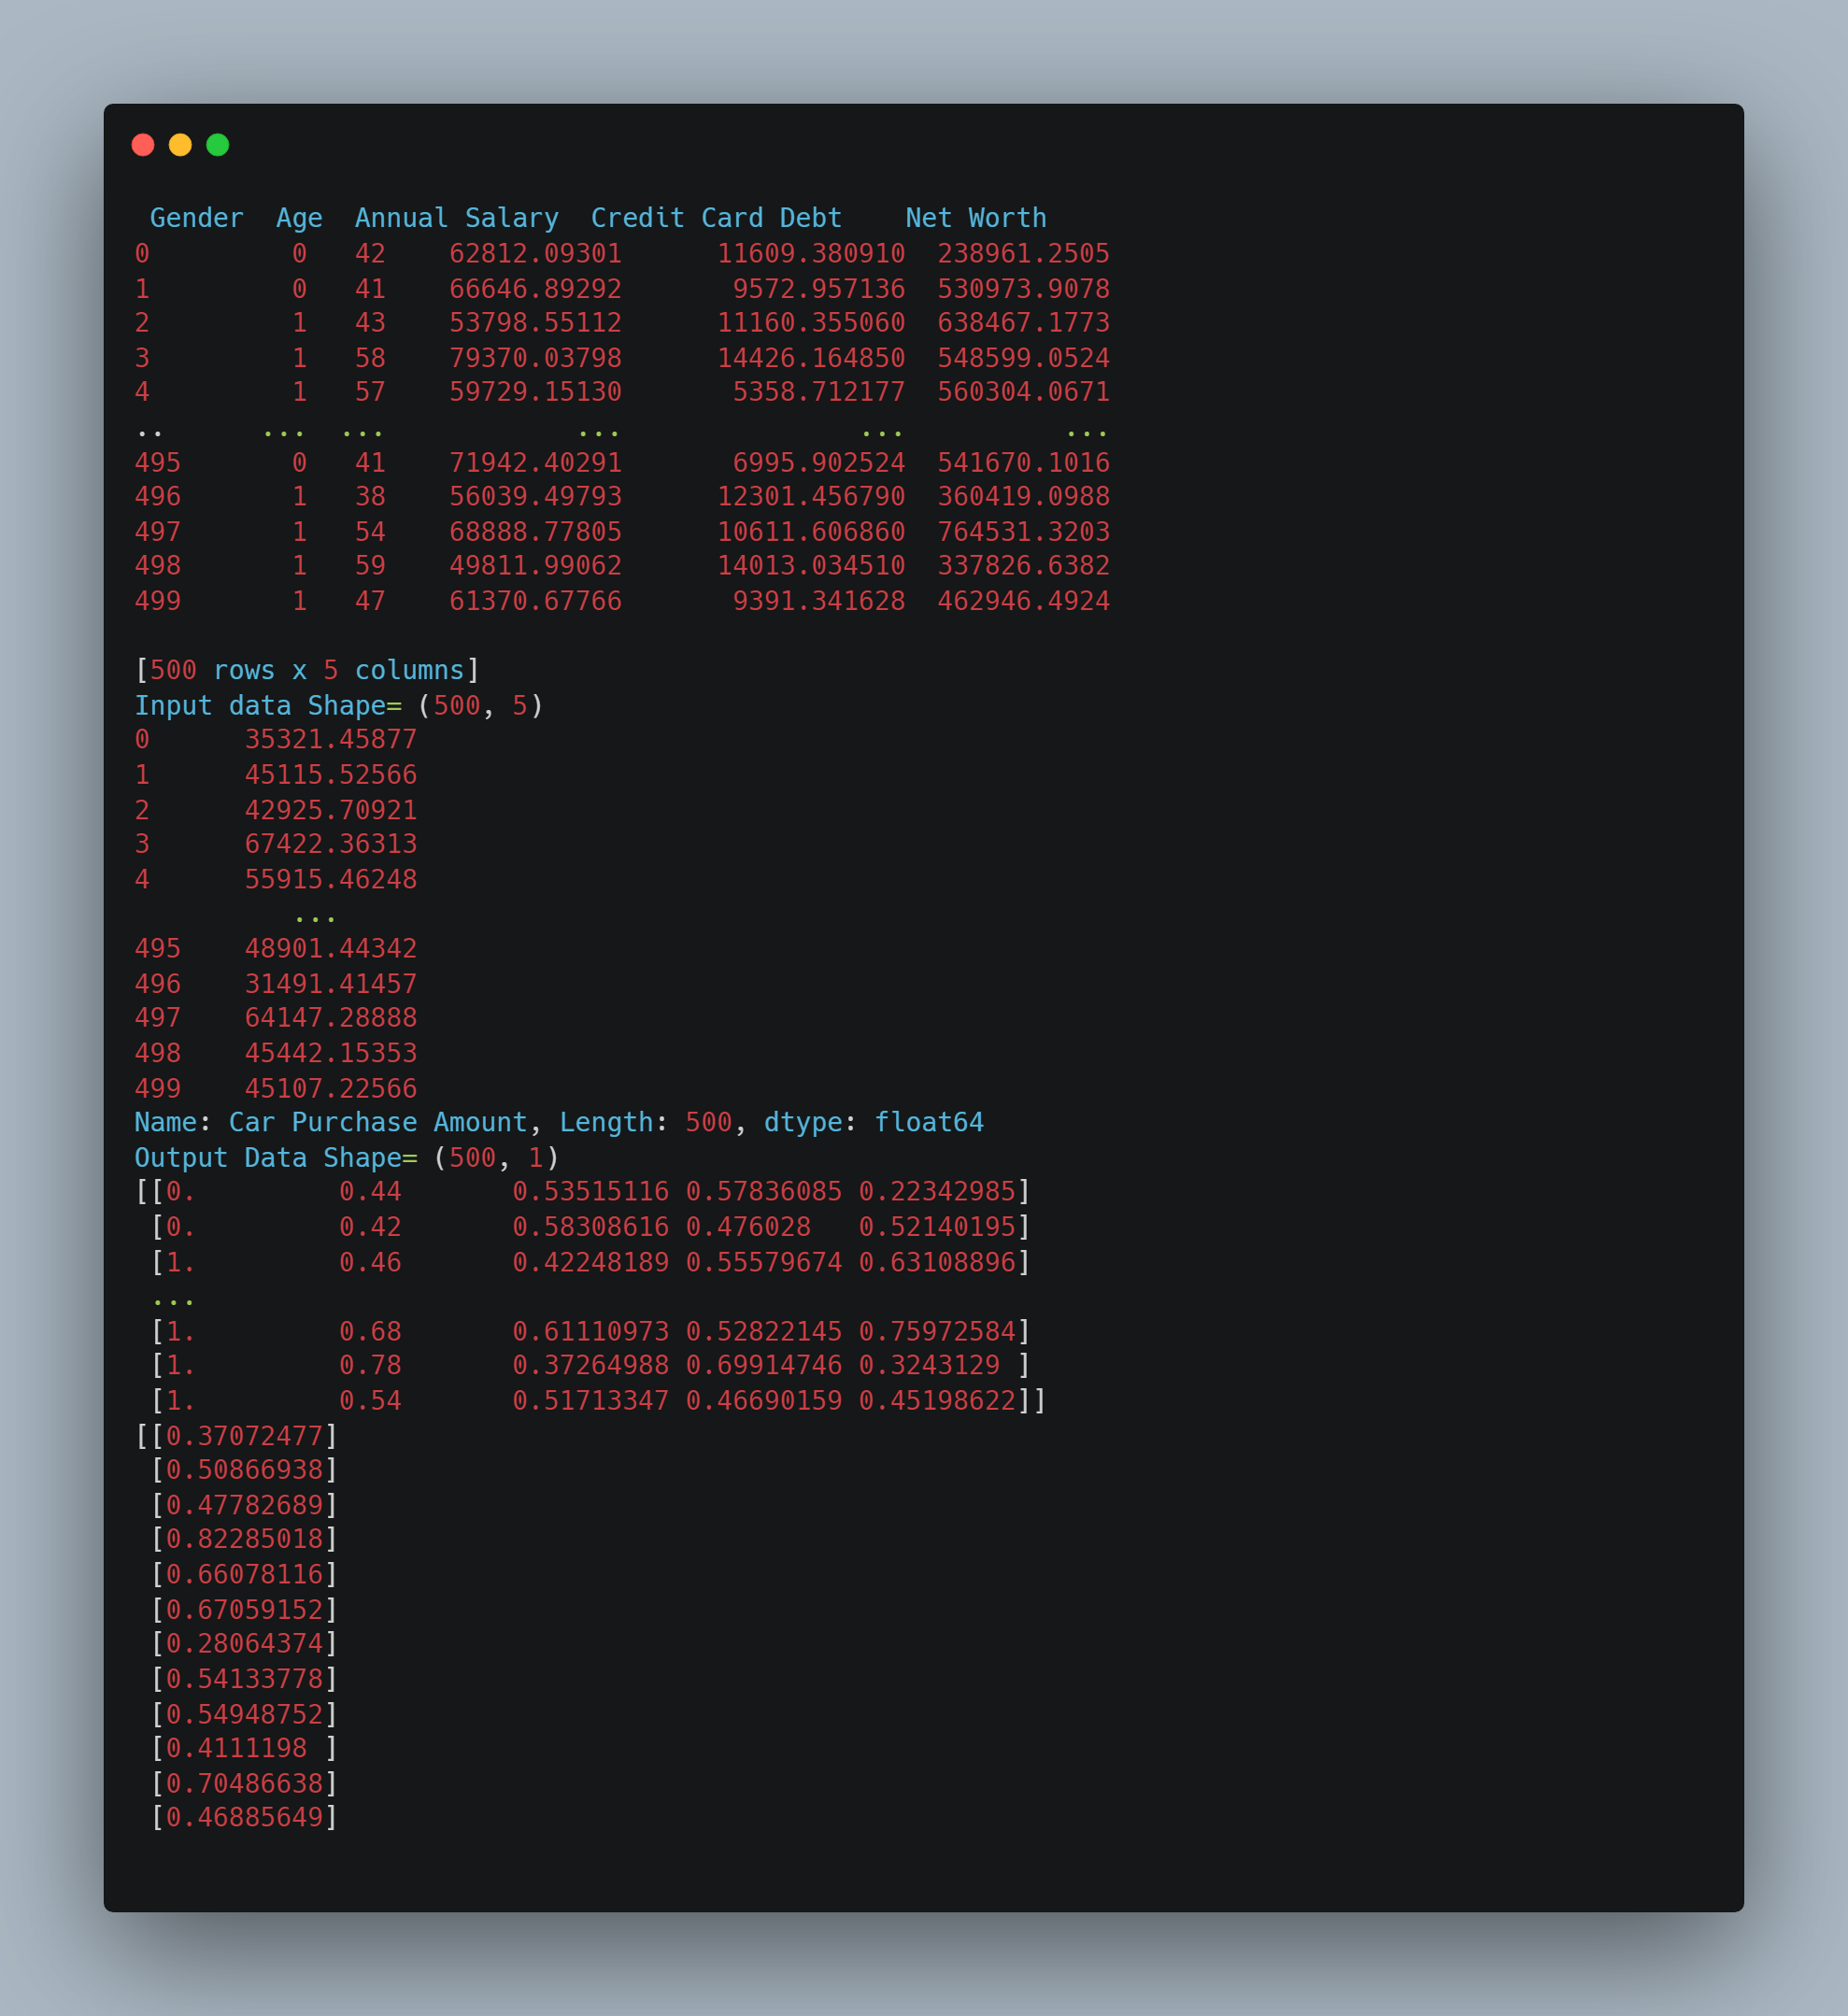 Gender  Age  Annual Salary  Credit Card Debt    Net Worth
0         0   42    62812.09301      11609.380910  238961.2505
1         0   41    66646.89292       9572.957136  530973.9078
2         1   43    53798.55112      11160.355060  638467.1773
3         1   58    79370.03798      14426.164850  548599.0524
4         1   57    59729.15130       5358.712177  560304.0671
..      ...  ...            ...               ...          ...
495       0   41    71942.40291       6995.902524  541670.1016
496       1   38    56039.49793      12301.456790  360419.0988
497       1   54    68888.77805      10611.606860  764531.3203
498       1   59    49811.99062      14013.034510  337826.6382
499       1   47    61370.67766       9391.341628  462946.4924

[500 rows x 5 columns]
Input data Shape= (500, 5)
0      35321.45877
1      45115.52566
2      42925.70921
3      67422.36313
4      55915.46248
          ...
495    48901.44342
496    31491.41457
497    64147.28888
498    45442.15353
499    45107.22566
Name: Car Purchase Amount, Length: 500, dtype: float64
Output Data Shape= (500, 1)
[[0.         0.44       0.53515116 0.57836085 0.22342985]
 [0.         0.42       0.58308616 0.476028   0.52140195]
 [1.         0.46       0.42248189 0.55579674 0.63108896]
 ...
 [1.         0.68       0.61110973 0.52822145 0.75972584]
 [1.         0.78       0.37264988 0.69914746 0.3243129 ]
 [1.         0.54       0.51713347 0.46690159 0.45198622]]
[[0.37072477]
 [0.50866938]
 [0.47782689]
 [0.82285018]
 [0.66078116]
 [0.67059152]
 [0.28064374]
 [0.54133778]
 [0.54948752]
 [0.4111198 ]
 [0.70486638]
 [0.46885649]